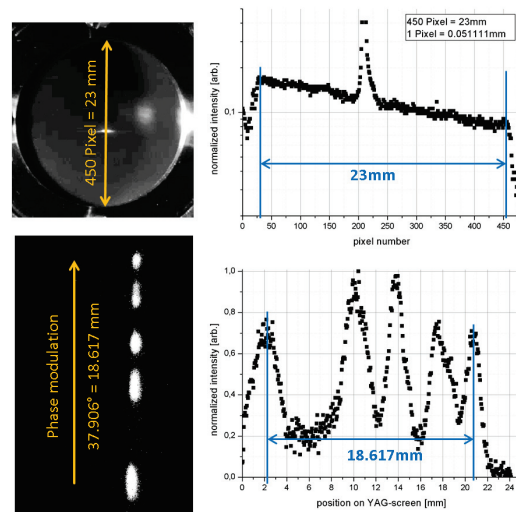 450 Pixel = 23 mm
450 Pixel = 23mm
1 Pixel = 0.051111mm
normalized intensity [arb.]
0,1
23mm
0 50 100 150 200 250 300 350 400 450
pixel number
Phase modulation
37.906° = 18.617 mm
normalized intensity [arb.]
1,0
0,8
0,6
0,4
0,2
0,0
18.617mm
0 2 4 6 8 10 12 14 16 18 20 22 24
position on YAG-screen [mm]